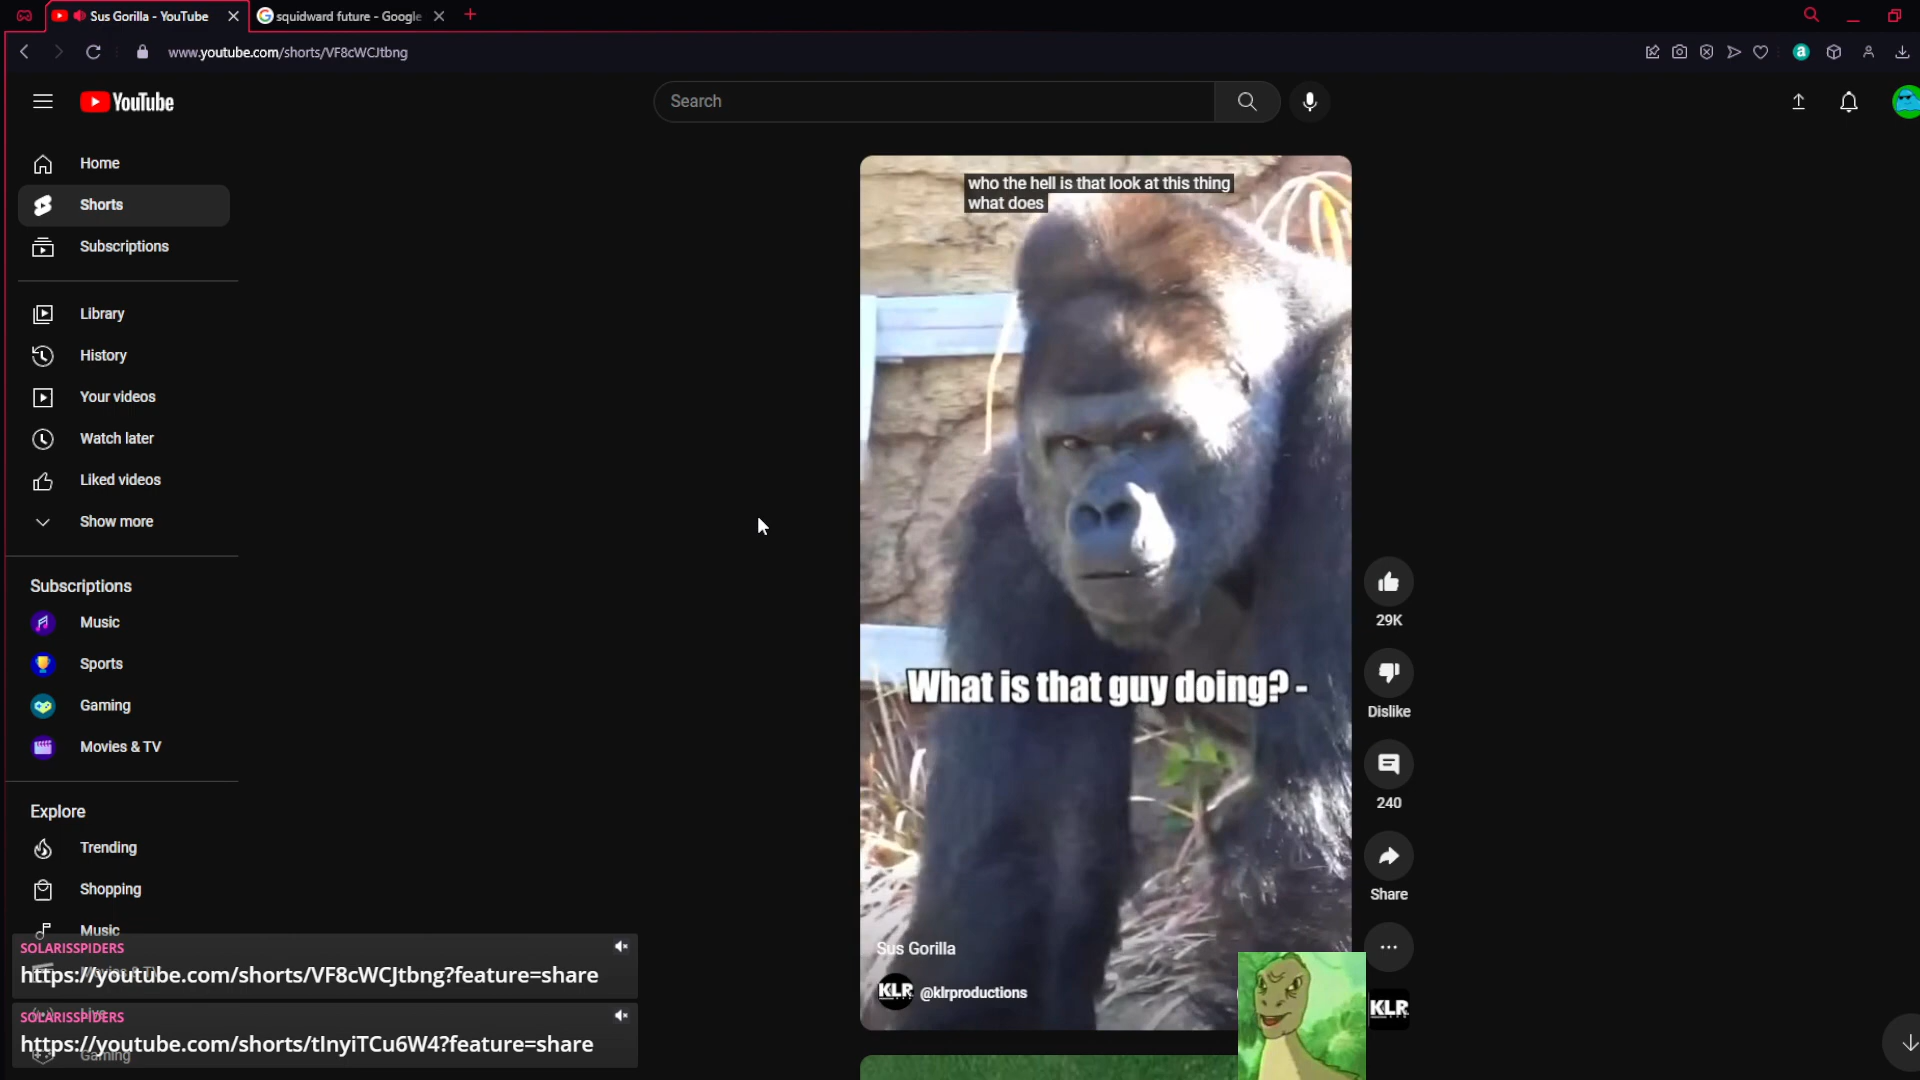 Sus Gorilla - YouTube
squidward future - Google
www.youtube.com/shorts/VF8cWCJtbng
YouTube
Search
Home
Shorts
Subscriptions
Library
History
Your videos
Watch later
Liked videos
Show more
Subscriptions
Music
Sports
Gaming
Movies & TV
Explore
Trending
Shopping
Music
Movies & TV
Live
Gaming
who the hell is that look at this thing
what does
What is that guy doing? -
Sus Gorilla
KLR @klrproductions
29K
Dislike
240
Share
KLR
SOLARISSPIDERS
https://youtube.com/shorts/VF8cWCJtbng?feature=share
SOLARISSPIDERS
https://youtube.com/shorts/tInyiTCu6W4?feature=share